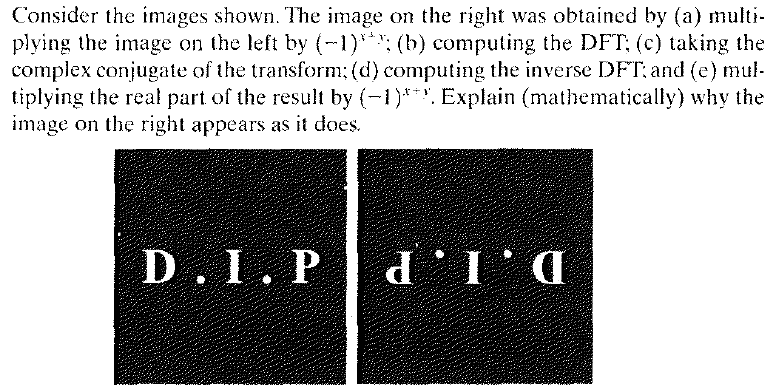 Consider the images shown. The image on the right was obtained by (a) multi-
plying the image on the left by (−1)^{x+y}; (b) computing the DFT; (c) taking the
complex conjugate of the transform; (d) computing the inverse DFT; and (e) mul-
tiplying the real part of the result by (−1)^{x+y}. Explain (mathematically) why the
image on the right appears as it does.
D . I . P
D . I . P